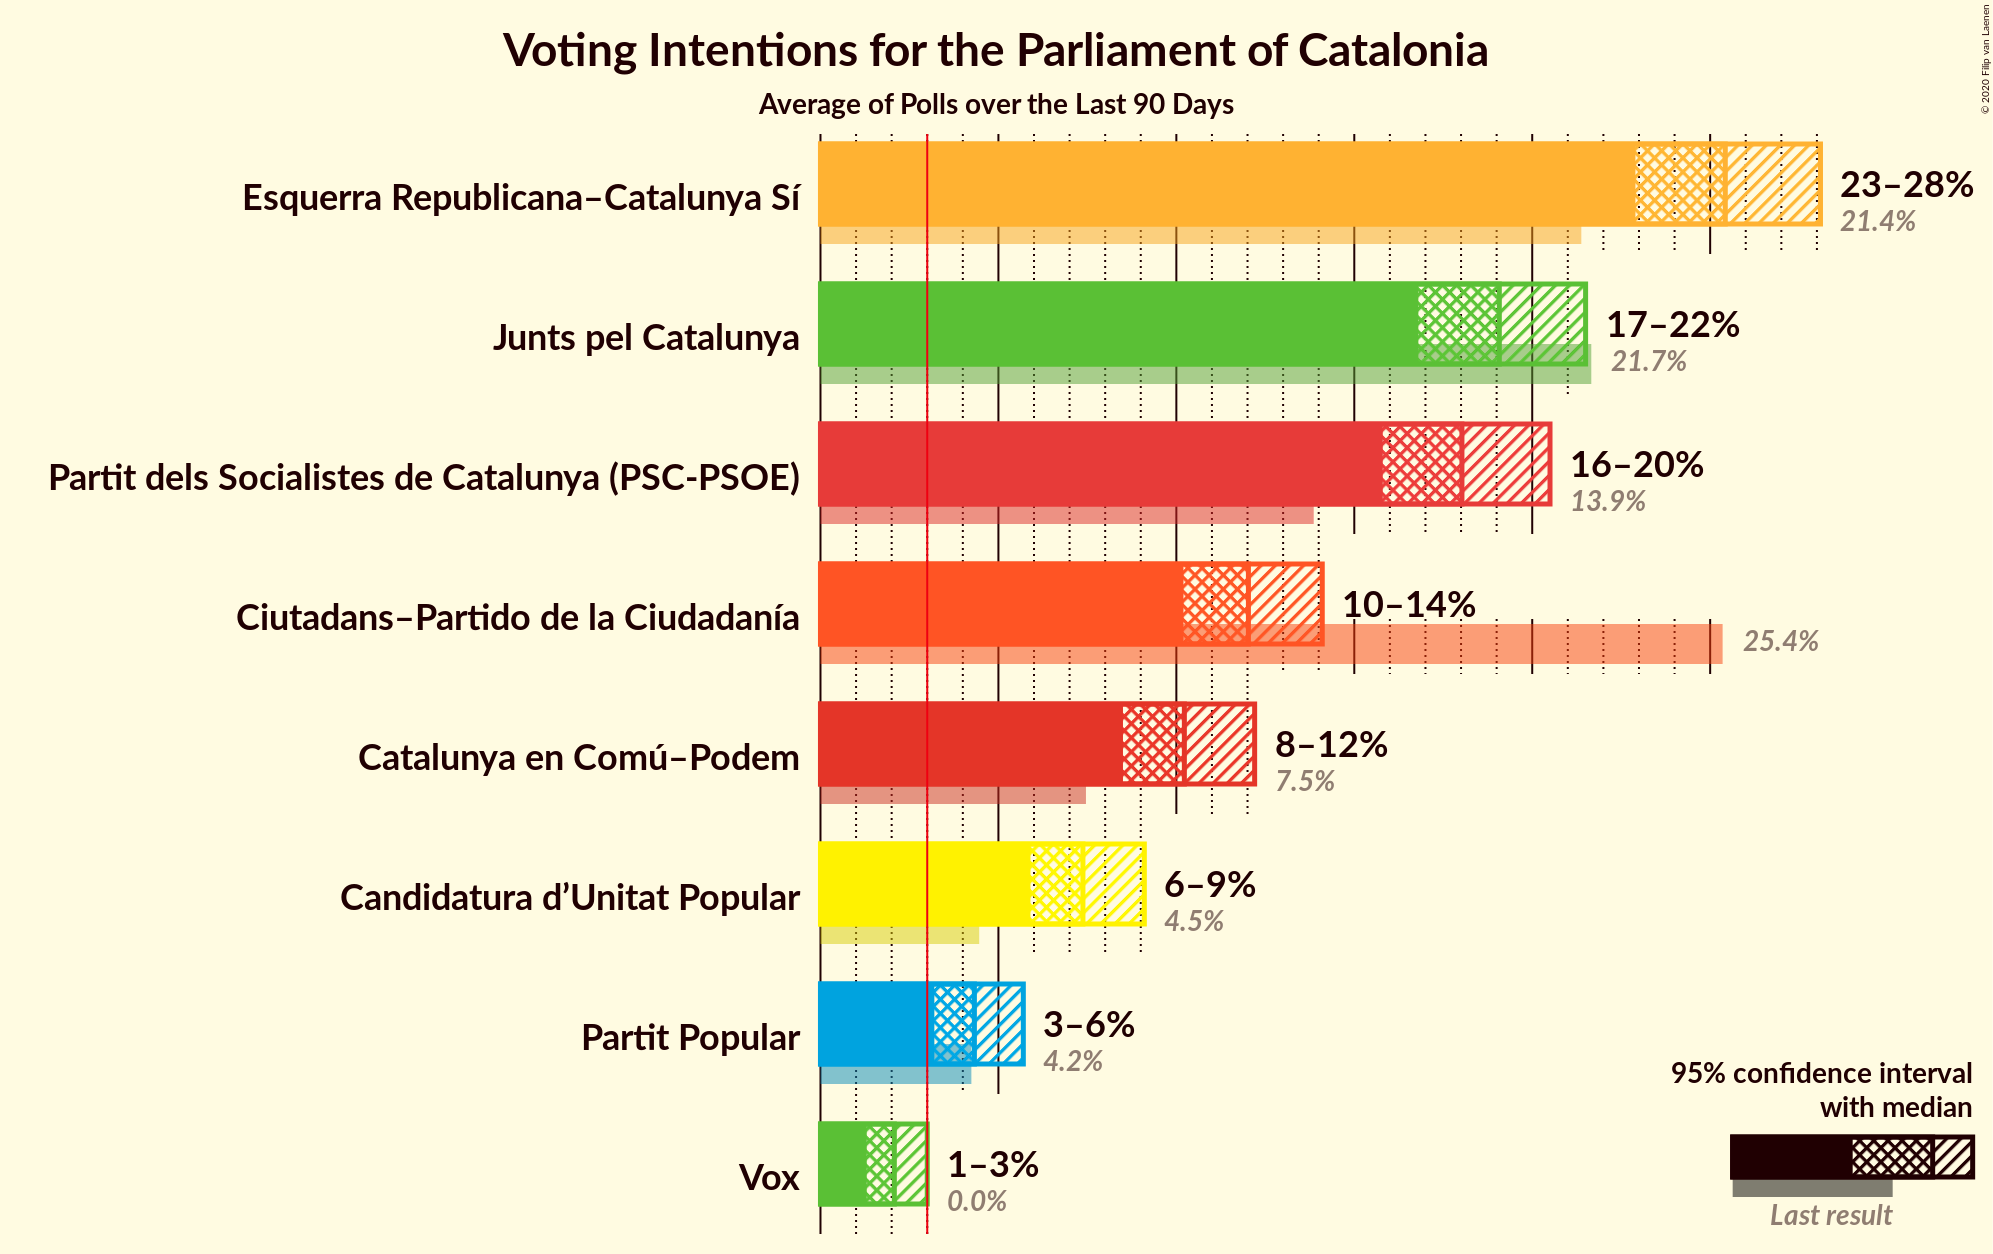 Voting Intentions for the Parliament of Catalonia
Average of Polls over the Last 90 Days
© 2020 Filip van Laenen
Esquerra Republicana–Catalunya Sí
23–28%
21.4%
Junts pel Catalunya
17–22%
21.7%
Partit dels Socialistes de Catalunya (PSC-PSOE)
16–20%
13.9%
Ciutadans–Partido de la Ciudadanía
10–14%
25.4%
Catalunya en Comú–Podem
8–12%
7.5%
Candidatura d’Unitat Popular
6–9%
4.5%
Partit Popular
3–6%
4.2%
Vox
1–3%
0.0%
95% confidence interval
with median
Last result